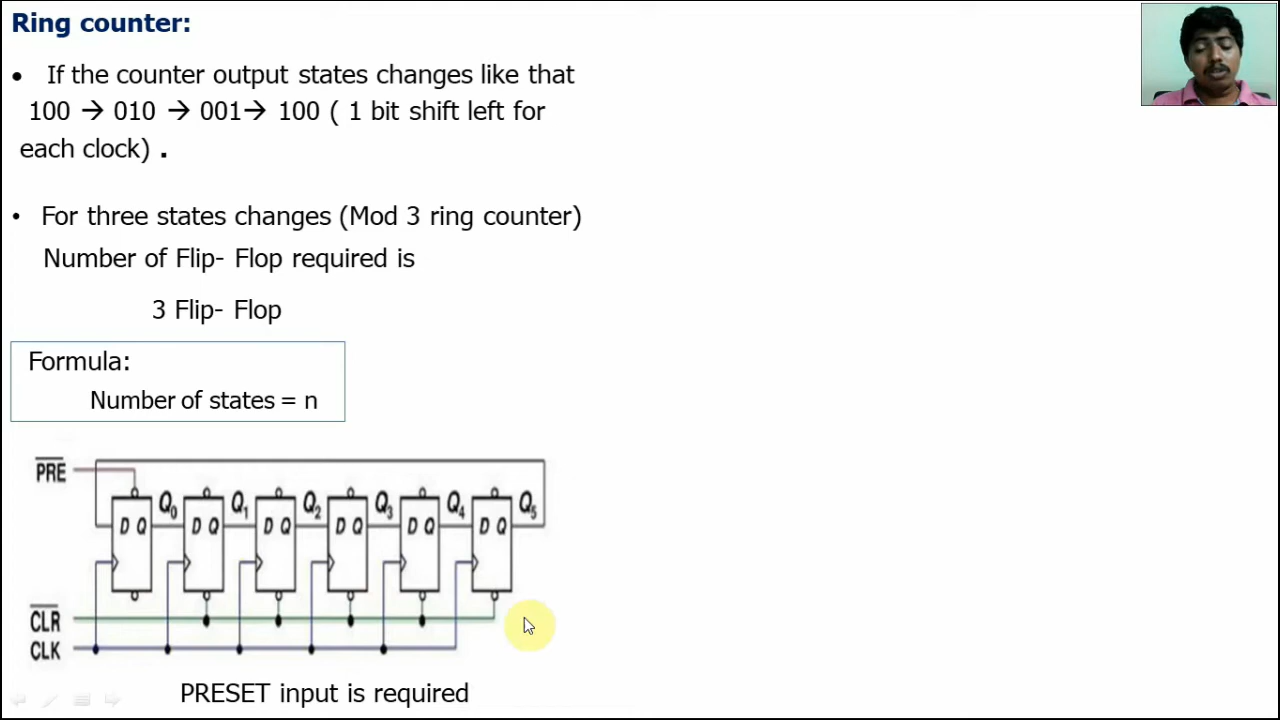 Ring counter:
• If the counter output states changes like that
100 → 010 → 001→ 100 ( 1 bit shift left for
each clock) .
• For three states changes (Mod 3 ring counter)
Number of Flip- Flop required is
3 Flip- Flop
Formula:
Number of states = n
PRE
Q0 Q1 Q2 Q3 Q4 Q5
D Q D Q D Q D Q D Q D Q
CLR
CLK
PRESET input is required